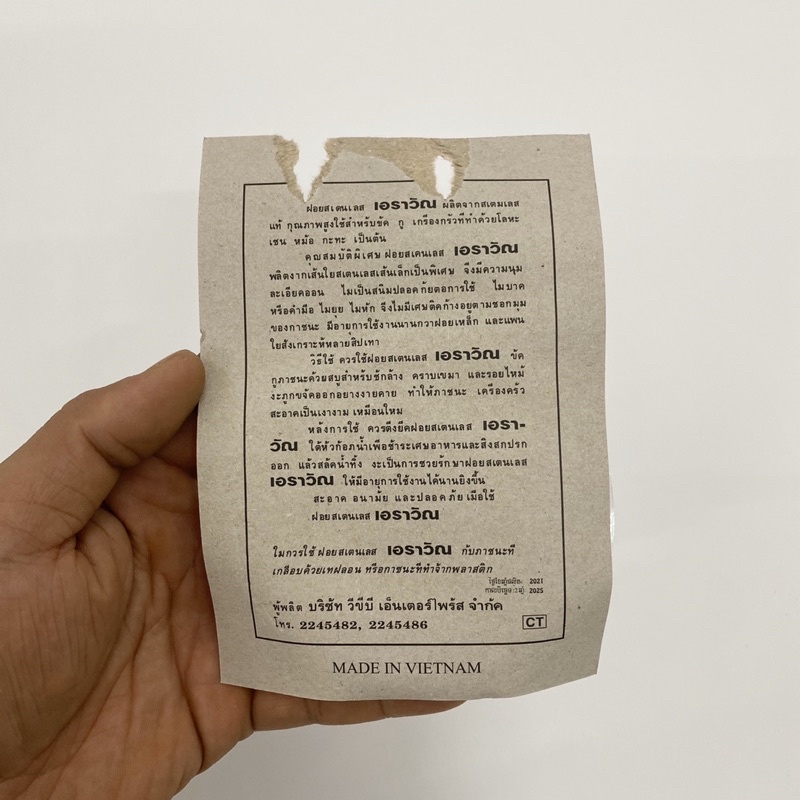 ฝอยสเตนเลส เอราวัณ ผลิตจากสเตนเลส
แท้ คุณภาพสูงใช้สำหรับขัด ถู เครื่องครัวที่ทำด้วยโลหะ
เช่น หม้อ กะทะ เป็นต้น
คุณสมบัติพิเศษ ฝอยสเตนเลส เอราวัณ
ผลิตจากเส้นใยสเตนเลสเส้นเล็กเป็นพิเศษ จึงมีความนุ่ม
ละเอียดอ่อน ไม่เป็นสนิมปลอดภัยต่อการใช้ ไม่บาด
หรือตำมือ ไม่ยุ่ย ไม่หัก จึงไม่มีเศษติดค้างอยู่ตามซอกมุม
ของภาชนะ มีอายุการใช้งานนานกว่าฝอยเหล็ก และแผ่น
ใยสังเคราะห์หลายสิบเท่า
วิธีใช้ ควรใช้ฝอยสเตนเลส เอราวัณ ขัด
ถูภาชนะด้วยสบู่สำหรับซักล้าง คราบเขม่า และรอยไหม้
จะถูกขจัดออกอย่างง่ายดาย ทำให้ภาชนะ เครื่องครัว
สะอาดเป็นเงางาม เหมือนใหม่
หลังการใช้ ควรดึงยืดฝอยสเตนเลส เอรา-
วัณ ใต้หัวก๊อกน้ำเพื่อชำระเศษอาหารและสิ่งสกปรก
ออก แล้วสลัดน้ำทิ้ง จะเป็นการช่วยรักษาฝอยสเตนเลส
เอราวัณ ให้มีอายุการใช้งานได้นานยิ่งขึ้น
สะอาด อนามัย และปลอดภัย เมื่อใช้
ฝอยสเตนเลส เอราวัณ
ไม่ควรใช้ ฝอยสเตนเลส เอราวัณ กับภาชนะที่
เคลือบด้วยเทฟลอน หรือภาชนะที่ทำจากพลาสติก
2021
2025
ผู้ผลิต บริษัท วีซีบี เอ็นเตอร์ไพร้ส จำกัด
โทร. 2245482, 2245486
CT
MADE IN VIETNAM